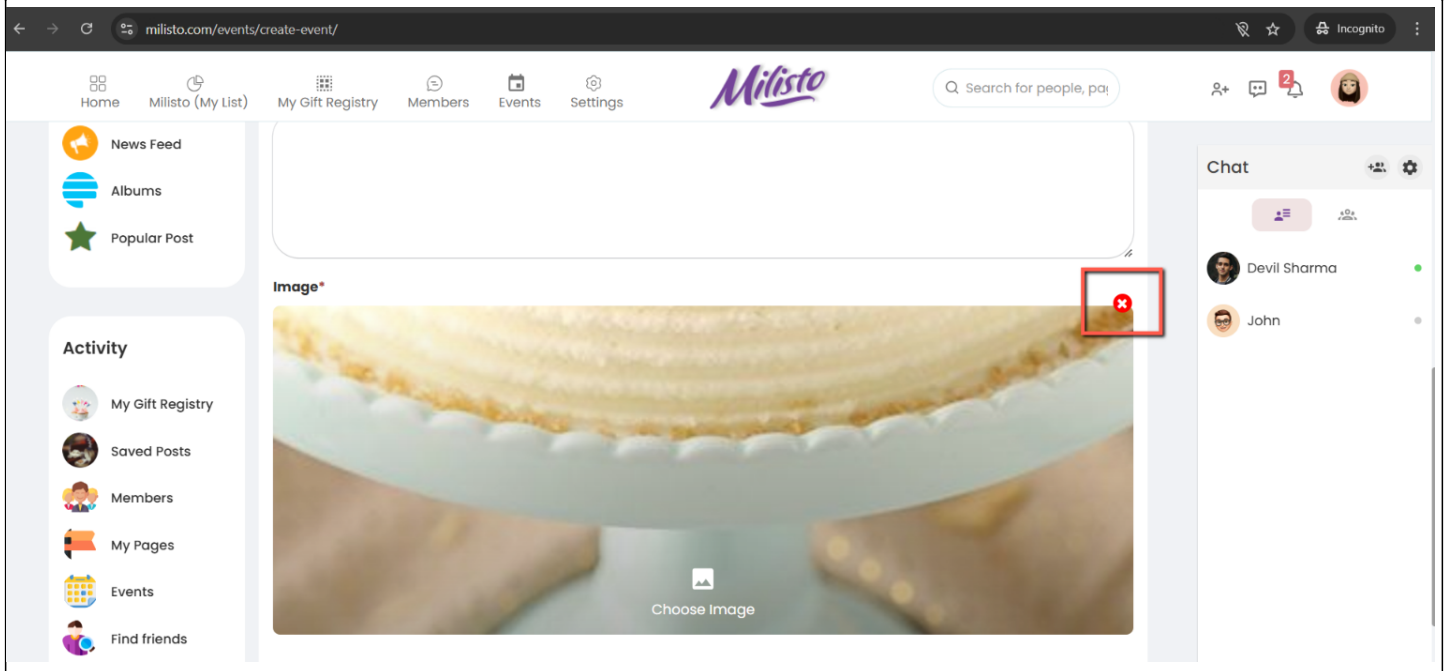 milisto.com/events/create-event/
Incognito
Home
Milisto (My List)
My Gift Registry
Members
Events
Settings
Milisto
Search for people, pag
2
News Feed
Albums
Popular Post
Activity
My Gift Registry
Saved Posts
Members
My Pages
Events
Find friends
Image*
Choose Image
Chat
Devil Sharma
John